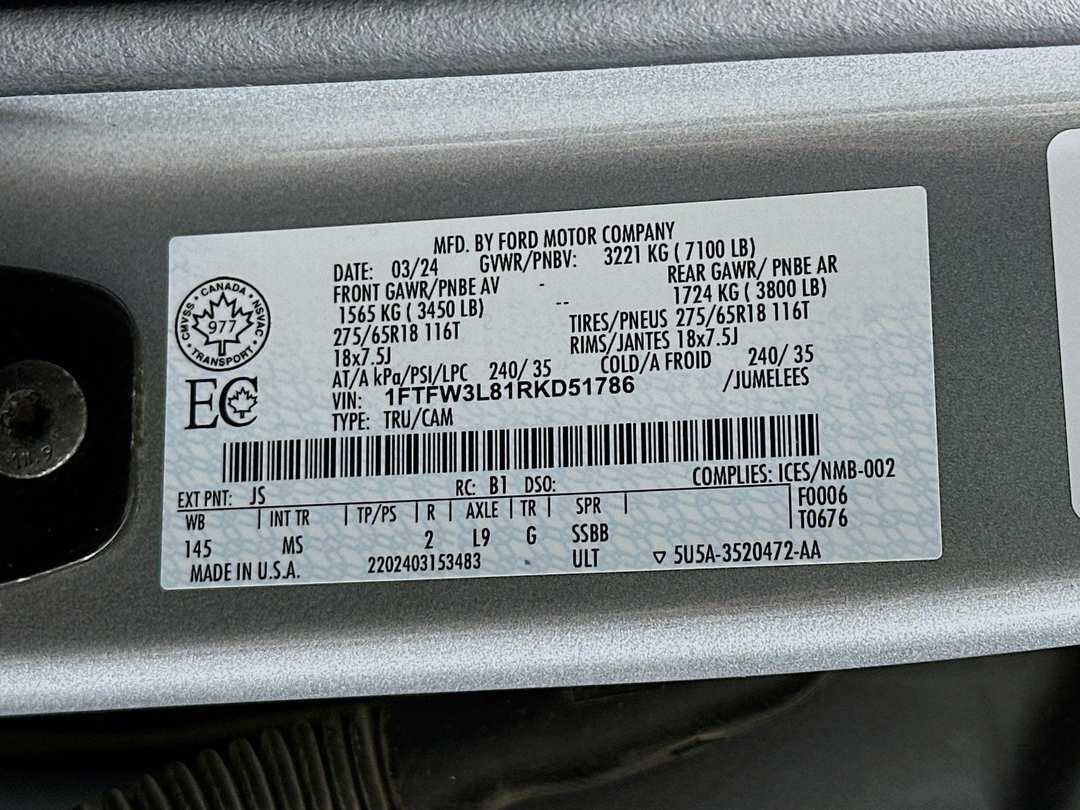 MFD. BY FORD MOTOR COMPANY
DATE: 03/24 GVWR/PNBV: 3221 KG ( 7100 LB)
FRONT GAWR/PNBE AV - REAR GAWR/ PNBE AR
1565 KG ( 3450 LB) -- 1724 KG ( 3800 LB)
275/65R18 116T TIRES/PNEUS 275/65R18 116T
18x7.5J RIMS/JANTES 18x7.5J
AT/A kPa/PSI/LPC 240/ 35 COLD/A FROID 240/ 35
VIN: 1FTFW3L81RKD51786 /JUMELEES
TYPE: TRU/CAM
CANADA
CMVSS · NSVAC
977
TRANSPORT
EC
COMPLIES: ICES/NMB-002
EXT PNT: JS RC: B1 DSO:
WB | INT TR | TP/PS | R | AXLE | TR | SPR F0006
T0676
145 MS 2 L9 G SSBB
ULT
MADE IN U.S.A. 2202403153483 ▽ 5U5A-3520472-AA
11.9